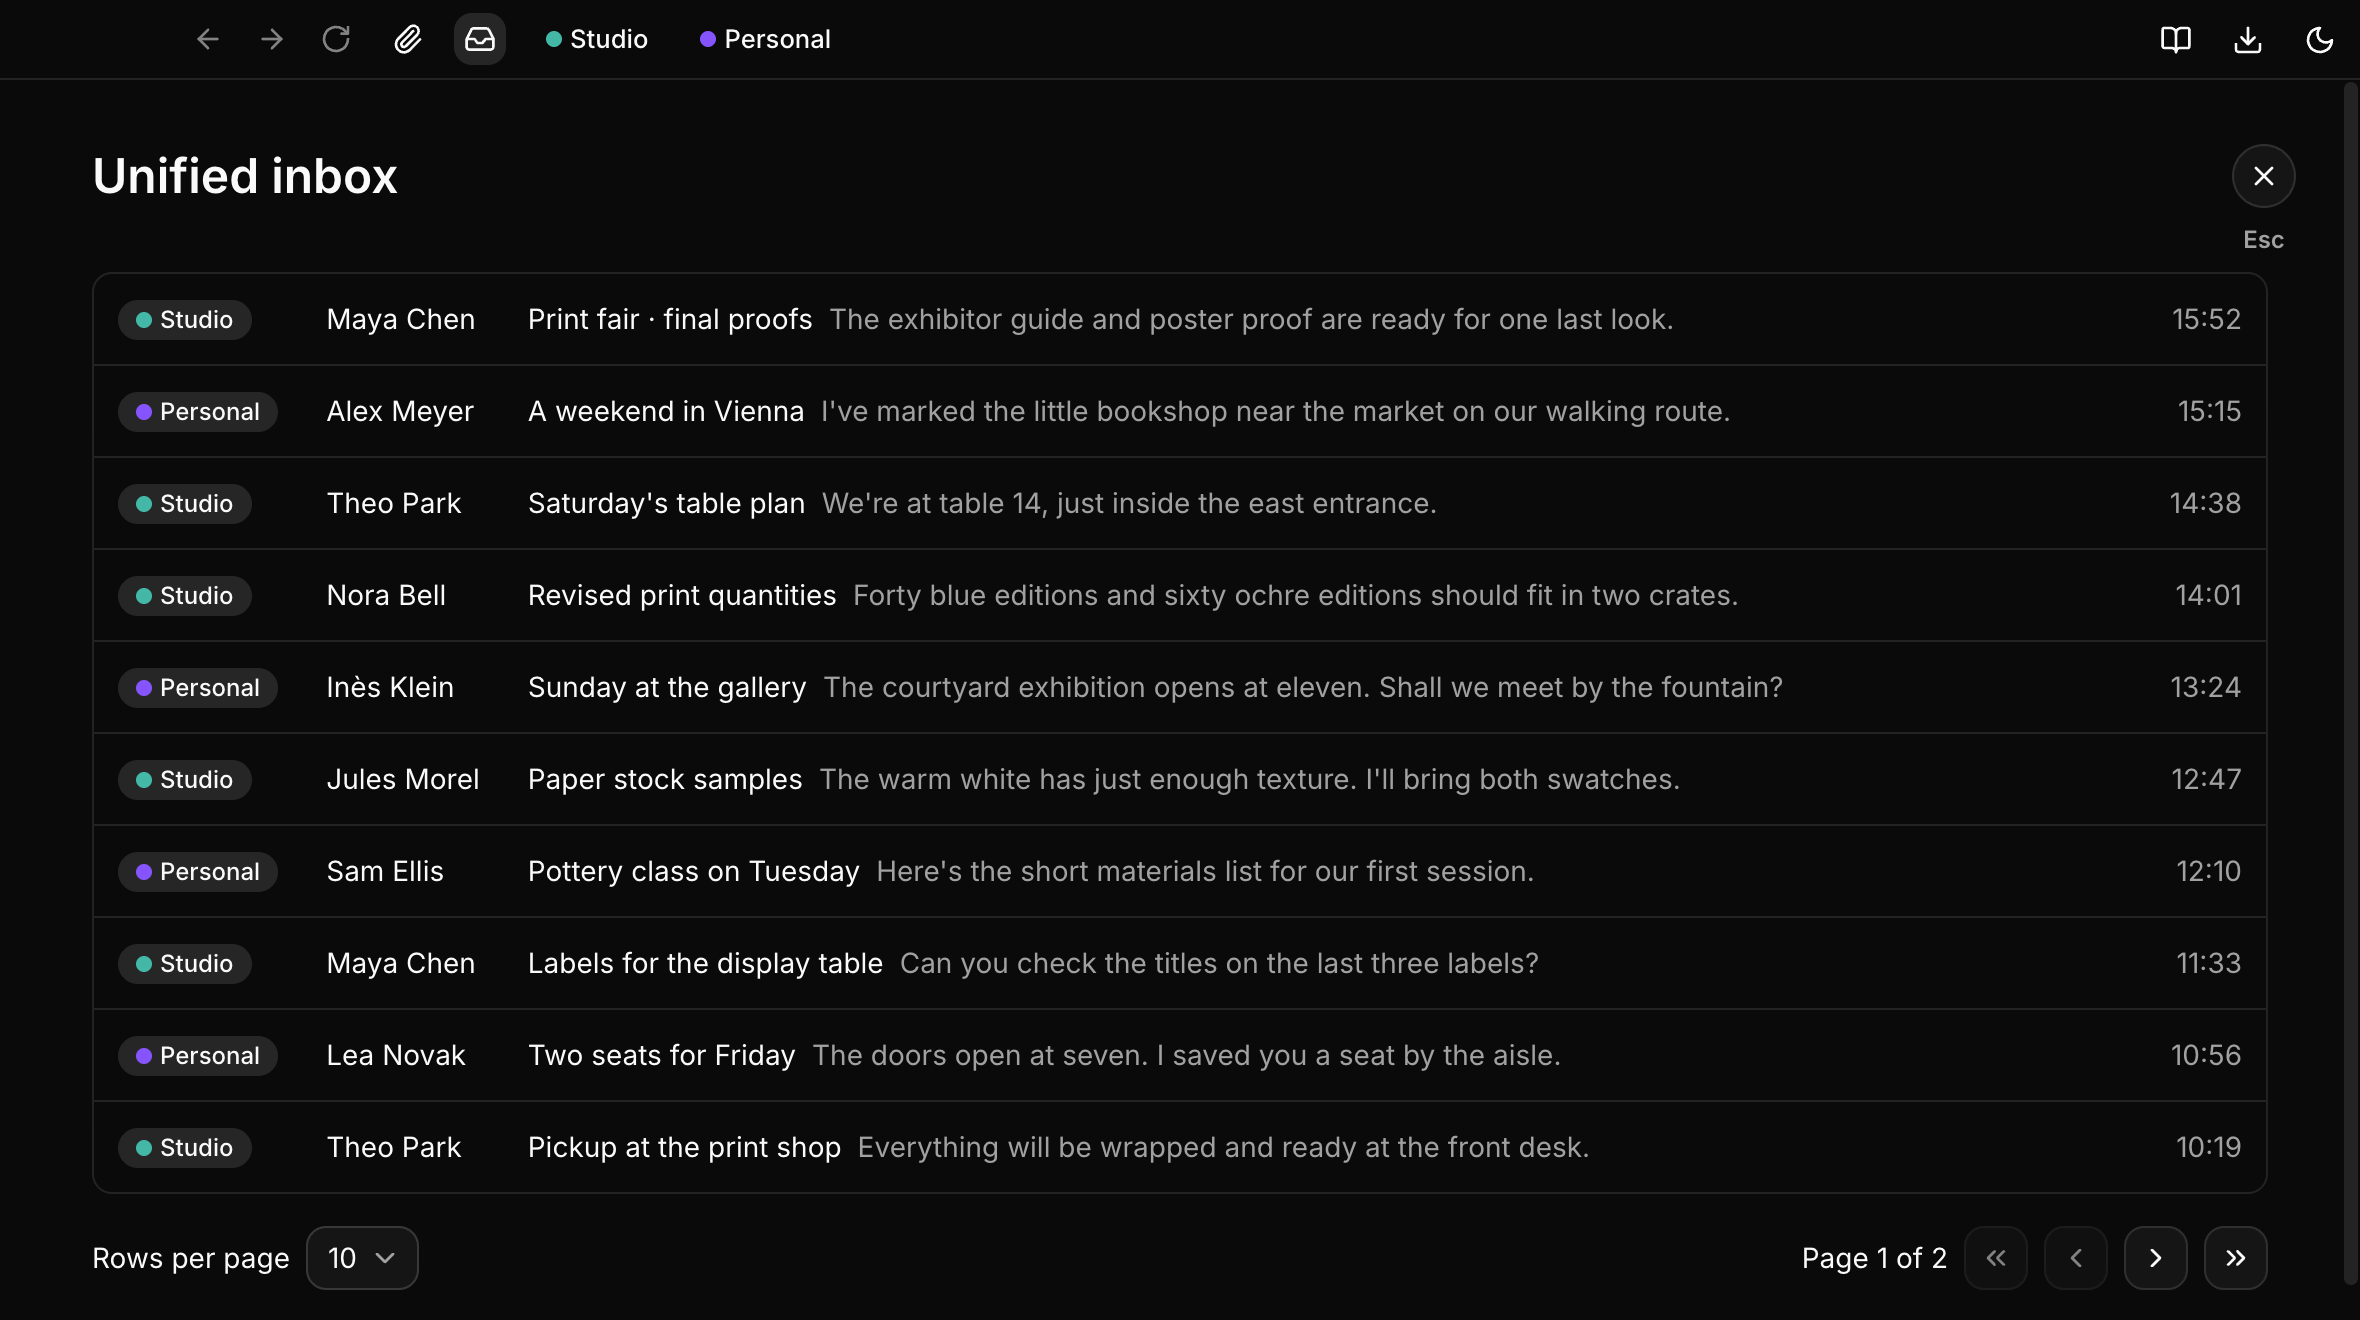 Studio Personal
Unified inbox
Esc
Studio Maya Chen Print fair · final proofs The exhibitor guide and poster proof are ready for one last look. 15:52
Personal Alex Meyer A weekend in Vienna I've marked the little bookshop near the market on our walking route. 15:15
Studio Theo Park Saturday's table plan We're at table 14, just inside the east entrance. 14:38
Studio Nora Bell Revised print quantities Forty blue editions and sixty ochre editions should fit in two crates. 14:01
Personal Inès Klein Sunday at the gallery The courtyard exhibition opens at eleven. Shall we meet by the fountain? 13:24
Studio Jules Morel Paper stock samples The warm white has just enough texture. I'll bring both swatches. 12:47
Personal Sam Ellis Pottery class on Tuesday Here's the short materials list for our first session. 12:10
Studio Maya Chen Labels for the display table Can you check the titles on the last three labels? 11:33
Personal Lea Novak Two seats for Friday The doors open at seven. I saved you a seat by the aisle. 10:56
Studio Theo Park Pickup at the print shop Everything will be wrapped and ready at the front desk. 10:19
Rows per page 10 Page 1 of 2